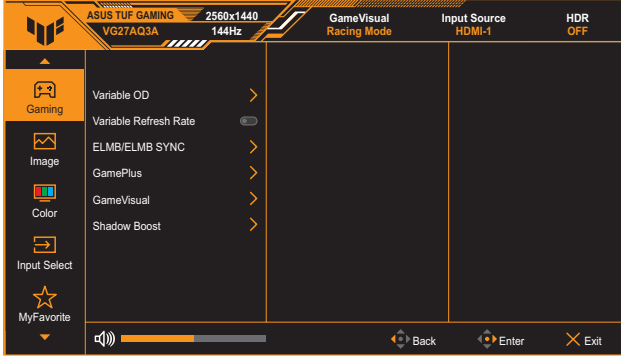 ASUS TUF GAMING 2560x1440 GameVisual Input Source HDR
VG27AQ3A 144Hz Racing Mode HDMI-1 OFF
Gaming
Image
Color
Input Select
MyFavorite
Variable OD
Variable Refresh Rate
ELMB/ELMB SYNC
GamePlus
GameVisual
Shadow Boost
Back Enter Exit